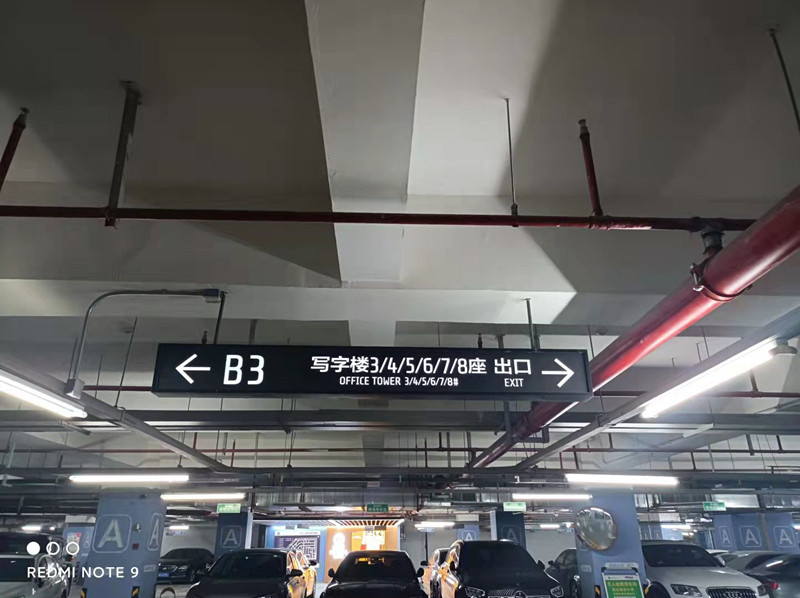 ← B3
写字楼3/4/5/6/7/8座 出口 →
OFFICE TOWER 3/4/5/6/7/8# EXIT
A
A
A
REDMI NOTE 9